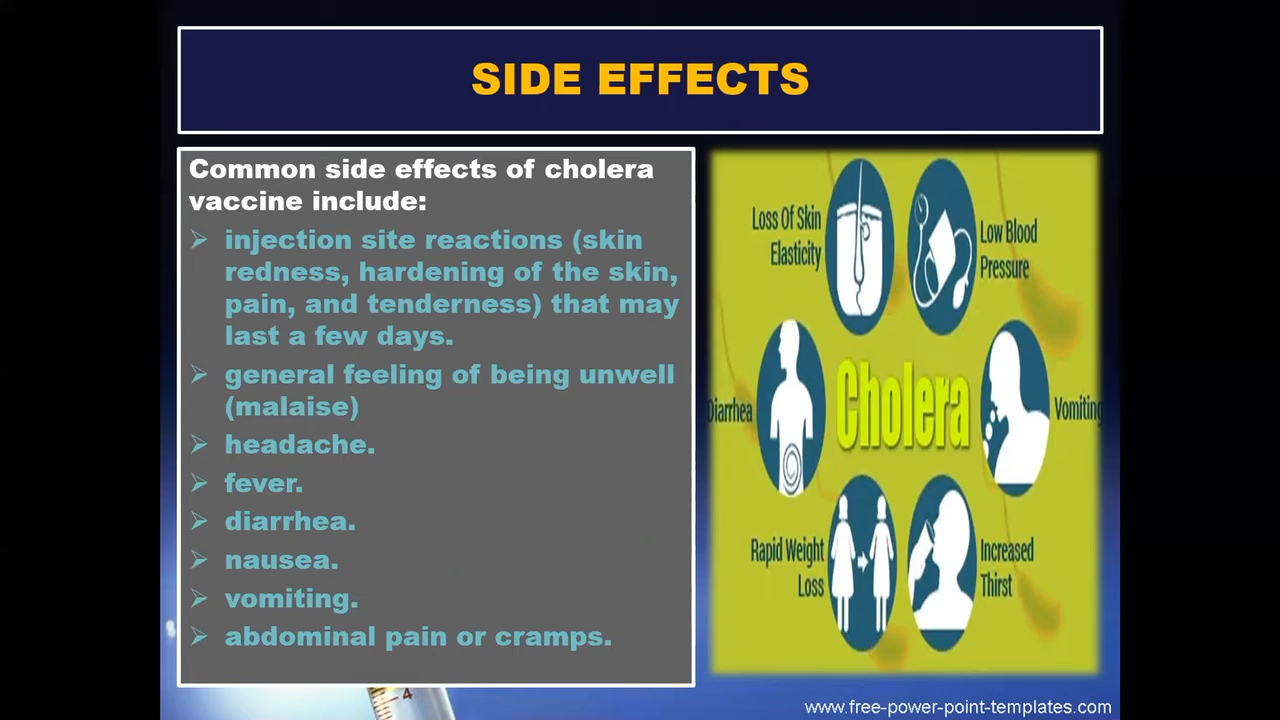 SIDE EFFECTS
Common side effects of cholera
vaccine include:
injection site reactions (skin
redness, hardening of the skin,
pain, and tenderness) that may
last a few days.
general feeling of being unwell
(malaise)
headache.
fever.
diarrhea.
nausea.
vomiting.
abdominal pain or cramps.
Loss Of Skin
Elasticity
Low Blood
Pressure
Diarrhea
Cholera
Vomiting
Rapid Weight
Loss
Increased
Thirst
4
www.free-power-point-templates.com